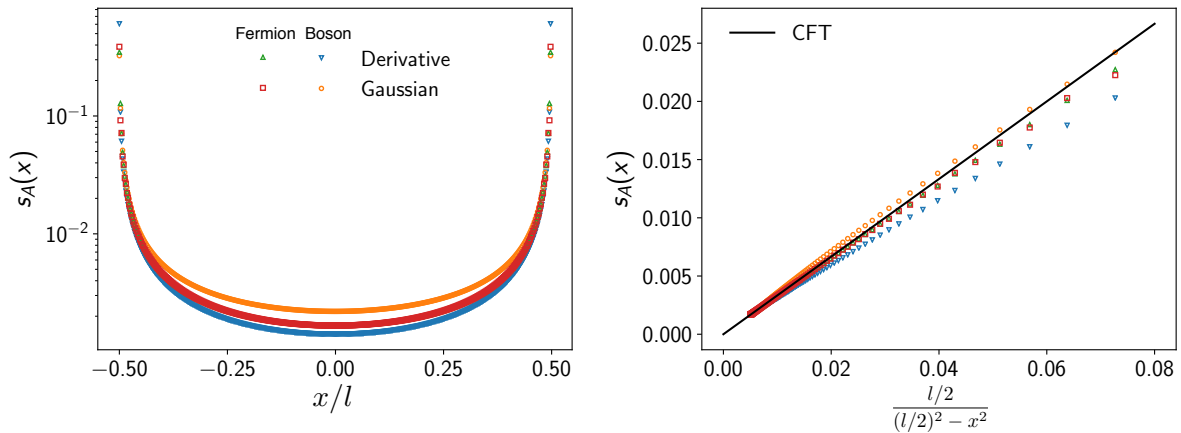 Fermion Boson
Derivative
Gaussian
10⁻¹
10⁻²
s_A(x)
−0.50 −0.25 0.00 0.25 0.50
x/l
CFT
0.025
0.020
0.015
0.010
0.005
0.000
s_A(x)
0.00 0.02 0.04 0.06 0.08
l/2
(l/2)² − x²